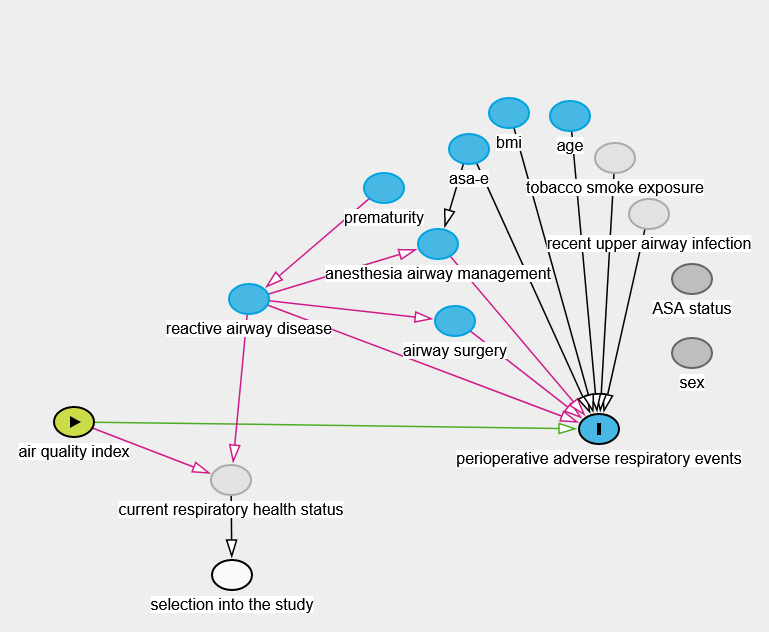 bmi
age
asa-e
tobacco smoke exposure
prematurity
recent upper airway infection
anesthesia airway management
ASA status
reactive airway disease
airway surgery
sex
air quality index
perioperative adverse respiratory events
current respiratory health status
selection into the study